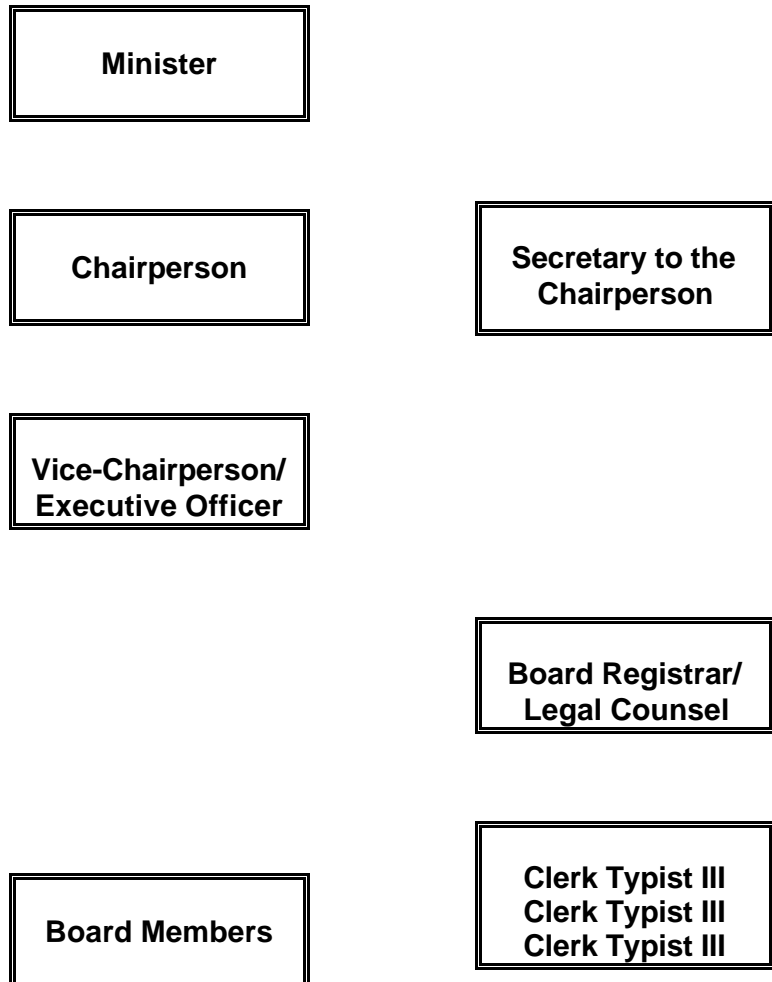 Minister
Chairperson
Secretary to the
Chairperson
Vice-Chairperson/
Executive Officer
Board Registrar/
Legal Counsel
Clerk Typist III
Clerk Typist III
Clerk Typist III
Board Members